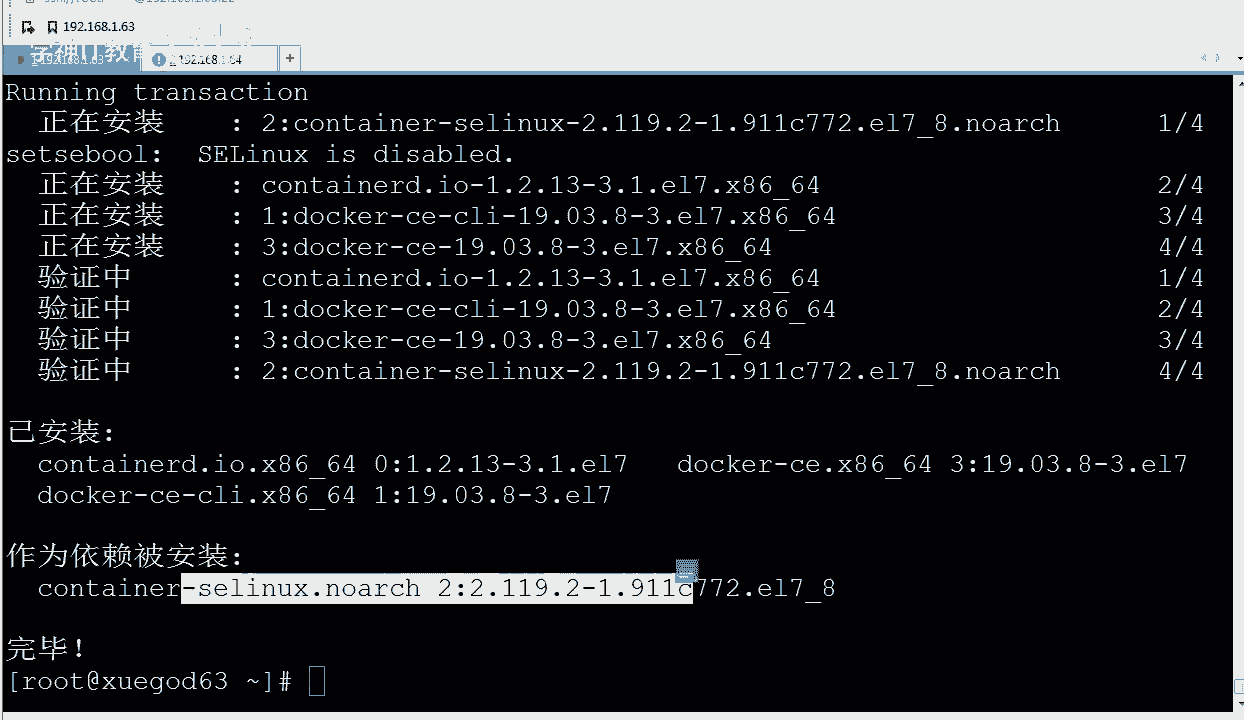 192.168.1.63
Running transaction
正在安装    : 2:container-selinux-2.119.2-1.911c772.el7_8.noarch    1/4
setsebool:  SELinux is disabled.
正在安装    : containerd.io-1.2.13-3.1.el7.x86_64    2/4
正在安装    : 1:docker-ce-cli-19.03.8-3.el7.x86_64    3/4
正在安装    : 3:docker-ce-19.03.8-3.el7.x86_64    4/4
验证中      : containerd.io-1.2.13-3.1.el7.x86_64    1/4
验证中      : 1:docker-ce-cli-19.03.8-3.el7.x86_64    2/4
验证中      : 3:docker-ce-19.03.8-3.el7.x86_64    3/4
验证中      : 2:container-selinux-2.119.2-1.911c772.el7_8.noarch    4/4
已安装:
containerd.io.x86_64 0:1.2.13-3.1.el7   docker-ce.x86_64 3:19.03.8-3.el7
docker-ce-cli.x86_64 1:19.03.8-3.el7
作为依赖被安装:
container-selinux.noarch 2:2.119.2-1.911c772.el7_8
完毕!
[root@xuegod63 ~]#